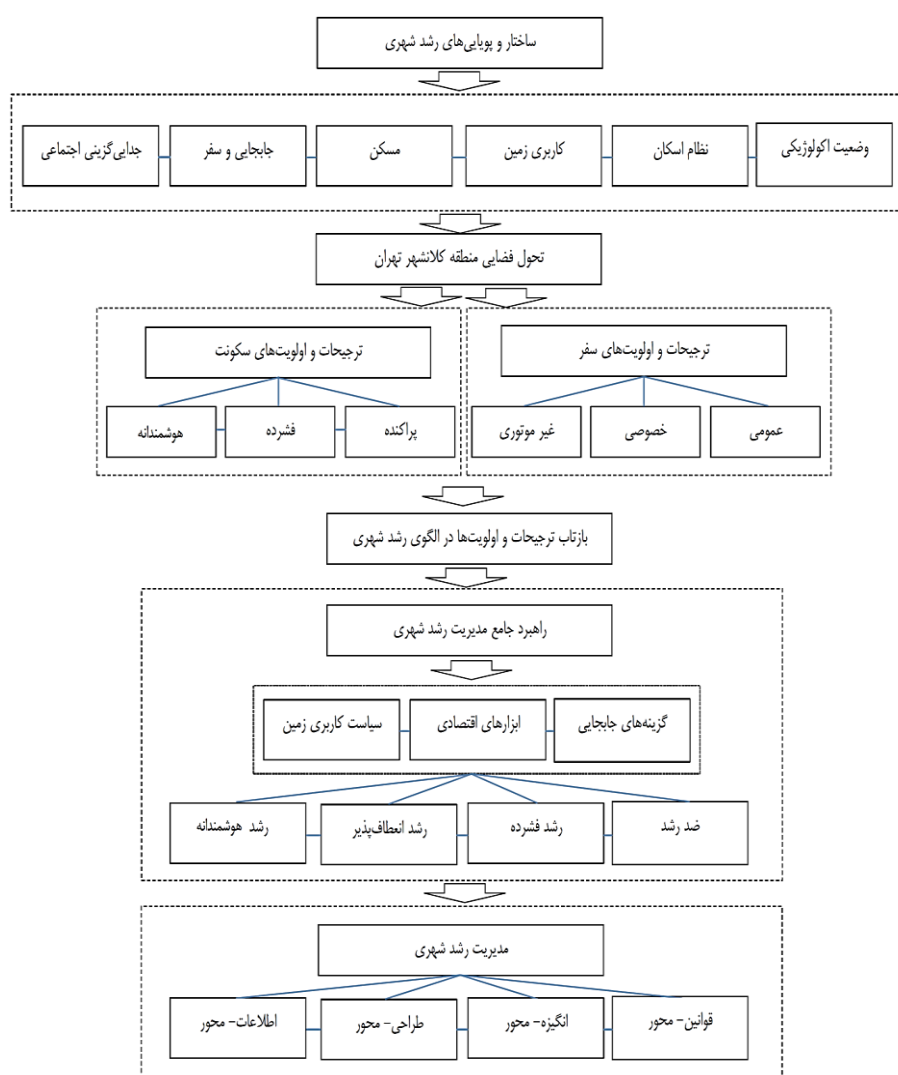 ساختار و پویایی‌های رشد شهری
وضعیت اکولوژیکی
نظام اسکان
کاربری زمین
مسکن
جابجایی و سفر
جدایی‌گزینی اجتماعی
تحول فضایی منطقه کلانشهر تهران
ترجیحات و اولویت‌های سفر
عمومی
خصوصی
غیر موتوری
ترجیحات و اولویت‌های سکونت
پراکنده
فشرده
هوشمندانه
بازتاب ترجیحات و اولویت‌ها در الگوی رشد شهری
راهبرد جامع مدیریت رشد شهری
گزینه‌های جابجایی
ابزارهای اقتصادی
سیاست کاربری زمین
ضد رشد
رشد فشرده
رشد انعطاف‌پذیر
رشد هوشمندانه
مدیریت رشد شهری
قوانین- محور
انگیزه- محور
طراحی- محور
اطلاعات- محور